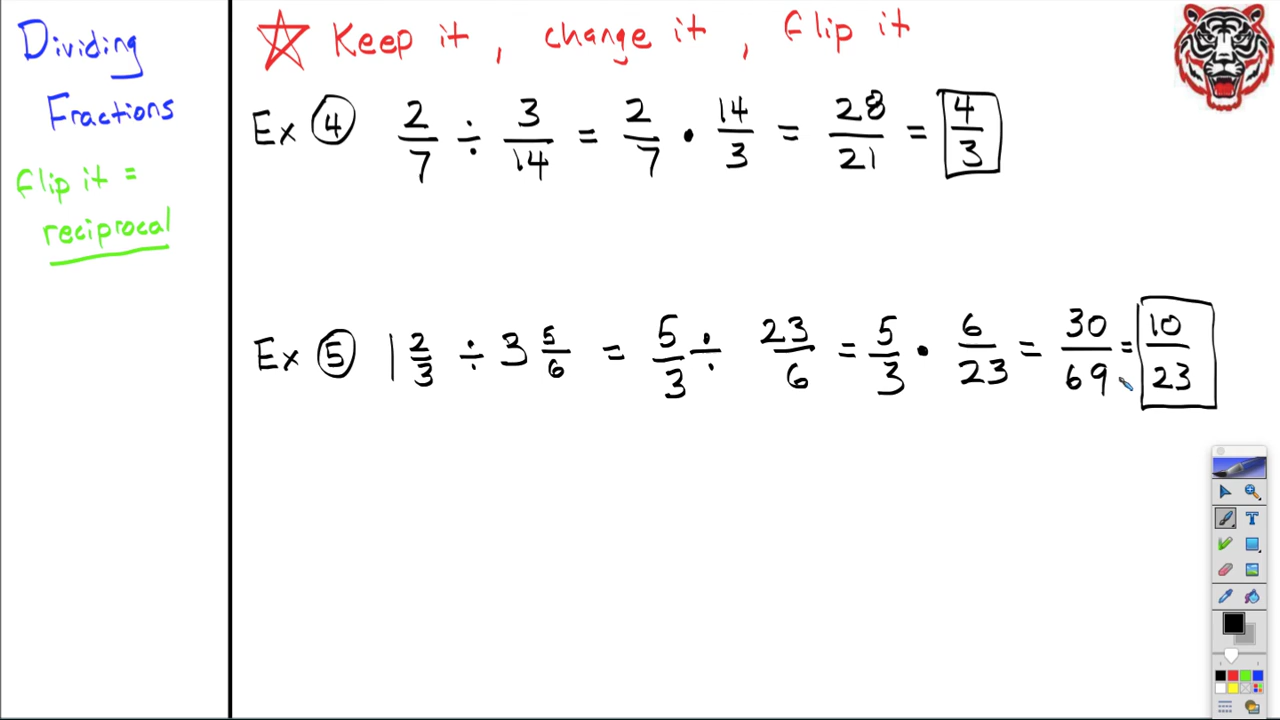 Dividing
Fractions
flip it =
reciprocal
☆ Keep it, change it, flip it
Ex ④ 2/7 ÷ 3/14 = 2/7 • 14/3 = 28/21 = 4/3
Ex ⑤ 1 2/3 ÷ 3 5/6 = 5/3 ÷ 23/6 = 5/3 • 6/23 = 30/69 = 10/23
T